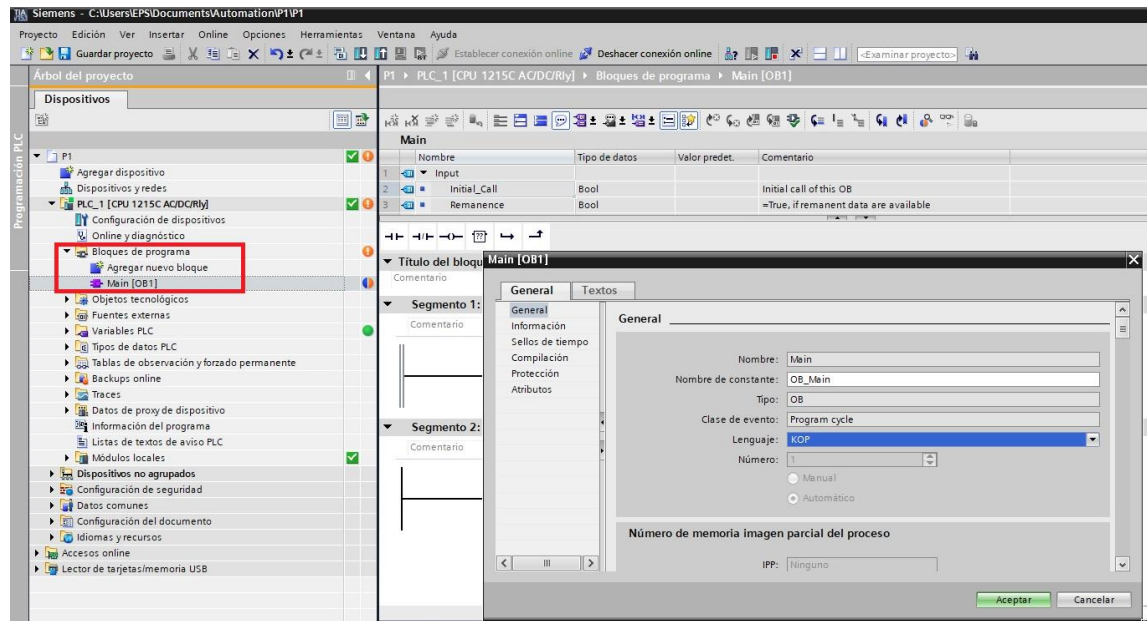 Siemens - C:\Users\EPS\Documents\Automation\P1\P1
Proyecto Edición Ver Insertar Online Opciones Herramientas Ventana Ayuda
Guardar proyecto Establecer conexión online Deshacer conexión online <Examinar proyecto>
Árbol del proyecto
P1 ▸ PLC_1 [CPU 1215C AC/DC/Rly] ▸ Bloques de programa ▸ Main [OB1]
Dispositivos
Programación PLC
P1
Agregar dispositivo
Dispositivos y redes
PLC_1 [CPU 1215C AC/DC/Rly]
Configuración de dispositivos
Online y diagnóstico
Bloques de programa
Agregar nuevo bloque
Main [OB1]
Objetos tecnológicos
Fuentes externas
Variables PLC
Tipos de datos PLC
Tablas de observación y forzado permanente
Backups online
Traces
Datos de proxy de dispositivo
Información del programa
Listas de textos de aviso PLC
Módulos locales
Dispositivos no agrupados
Configuración de seguridad
Datos comunes
Configuración del documento
Idiomas y recursos
Accesos online
Lector de tarjetas/memoria USB
Main
Nombre Tipo de datos Valor predet. Comentario
1 Input
2 Initial_Call Bool Initial call of this OB
3 Remanence Bool =True, if remanent data are available
??
Título del bloqu
Comentario
Segmento 1:
Comentario
Segmento 2:
Comentario
Main [OB1] X
General Textos
General
Información
Sellos de tiempo
Compilación
Protección
Atributos
General
Nombre: Main
Nombre de constante: OB_Main
Tipo: OB
Clase de evento: Program cycle
Lenguaje: KOP
Número: 1
Manual
Automático
Número de memoria imagen parcial del proceso
IPP: Ninguno
Aceptar Cancelar